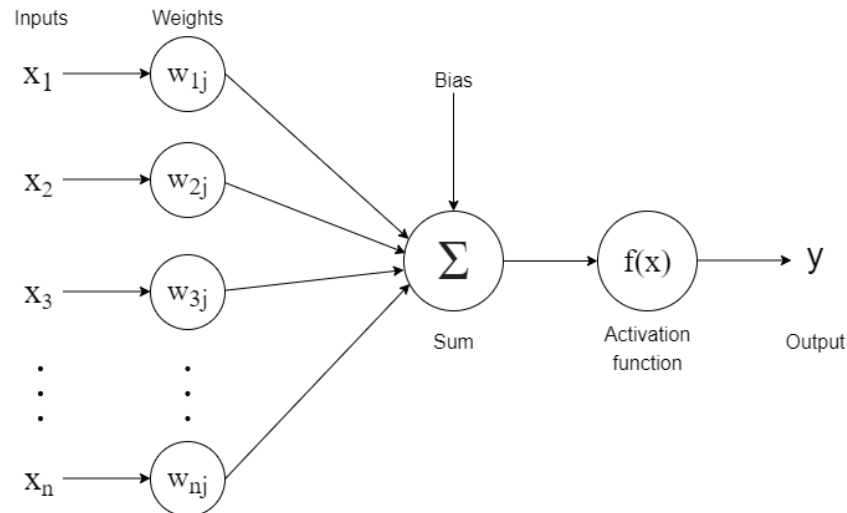 Inputs
Weights
x1
w1j
Bias
x2
w2j
Σ
f(x)
y
x3
w3j
Sum
Activation
function
Output
xn
wnj